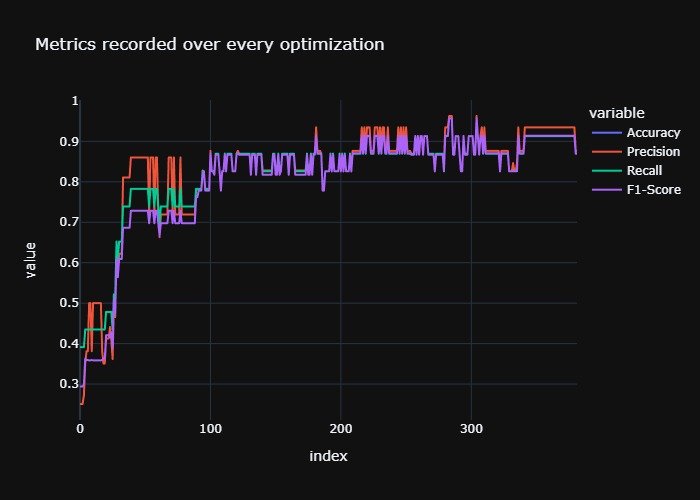 Metrics recorded over every optimization
variable
Accuracy
Precision
Recall
F1-Score
value
1
0.9
0.8
0.7
0.6
0.5
0.4
0.3
0
100
200
300
index